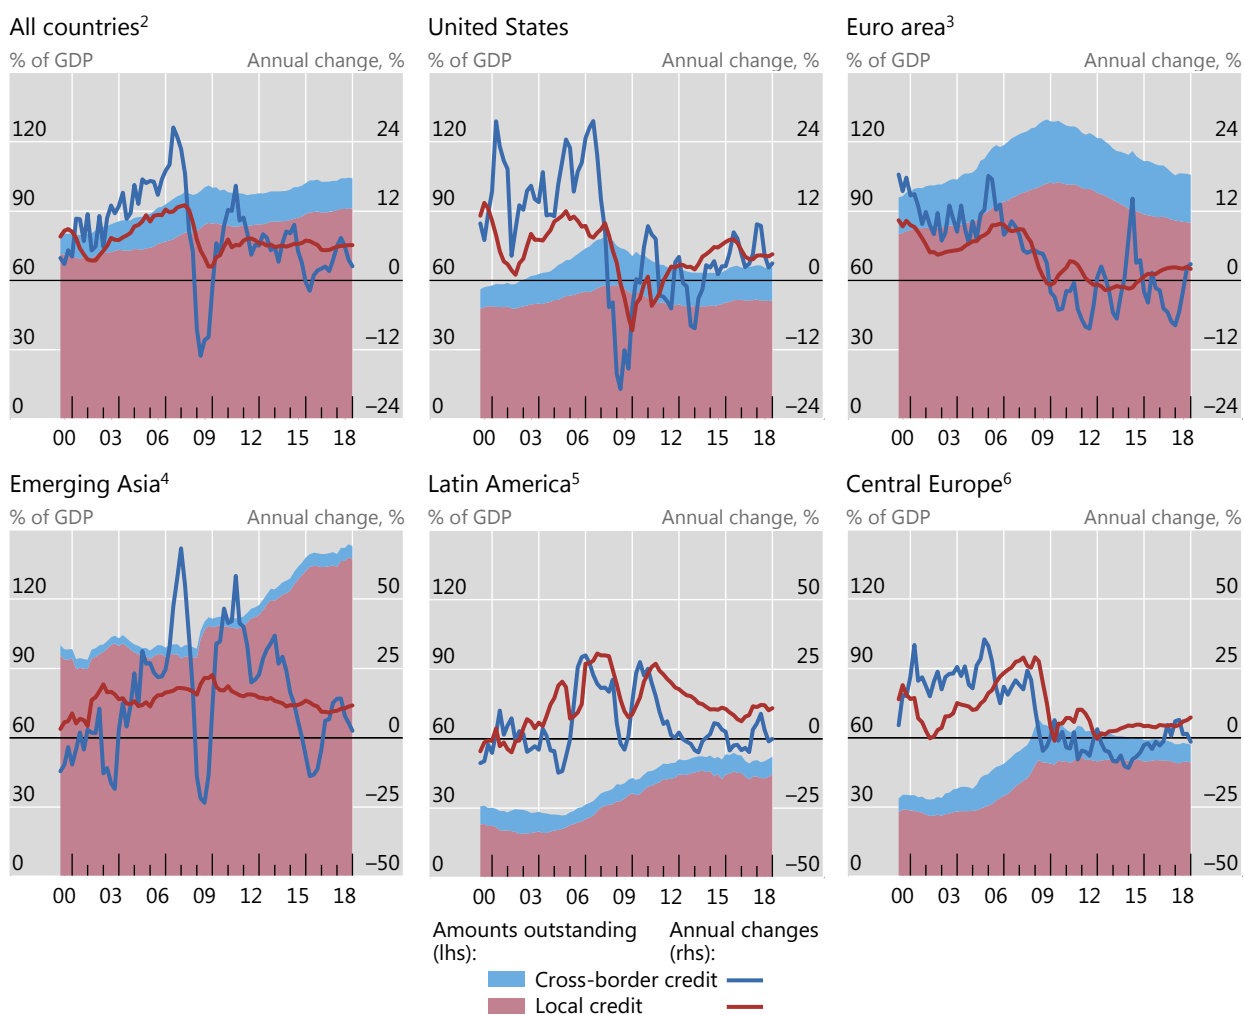 All countries²
% of GDP Annual change, %
120 24
90 12
60 0
30 –12
0 –24
00 03 06 09 12 15 18
United States
% of GDP Annual change, %
120 24
90 12
60 0
30 –12
0 –24
00 03 06 09 12 15 18
Euro area³
% of GDP Annual change, %
120 24
90 12
60 0
30 –12
0 –24
00 03 06 09 12 15 18
Emerging Asia⁴
% of GDP Annual change, %
120 50
90 25
60 0
30 –25
0 –50
00 03 06 09 12 15 18
Latin America⁵
% of GDP Annual change, %
120 50
90 25
60 0
30 –25
0 –50
00 03 06 09 12 15 18
Central Europe⁶
% of GDP Annual change, %
120 50
90 25
60 0
30 –25
0 –50
00 03 06 09 12 15 18
Amounts outstanding Annual changes
(lhs): (rhs):
Cross-border credit
Local credit